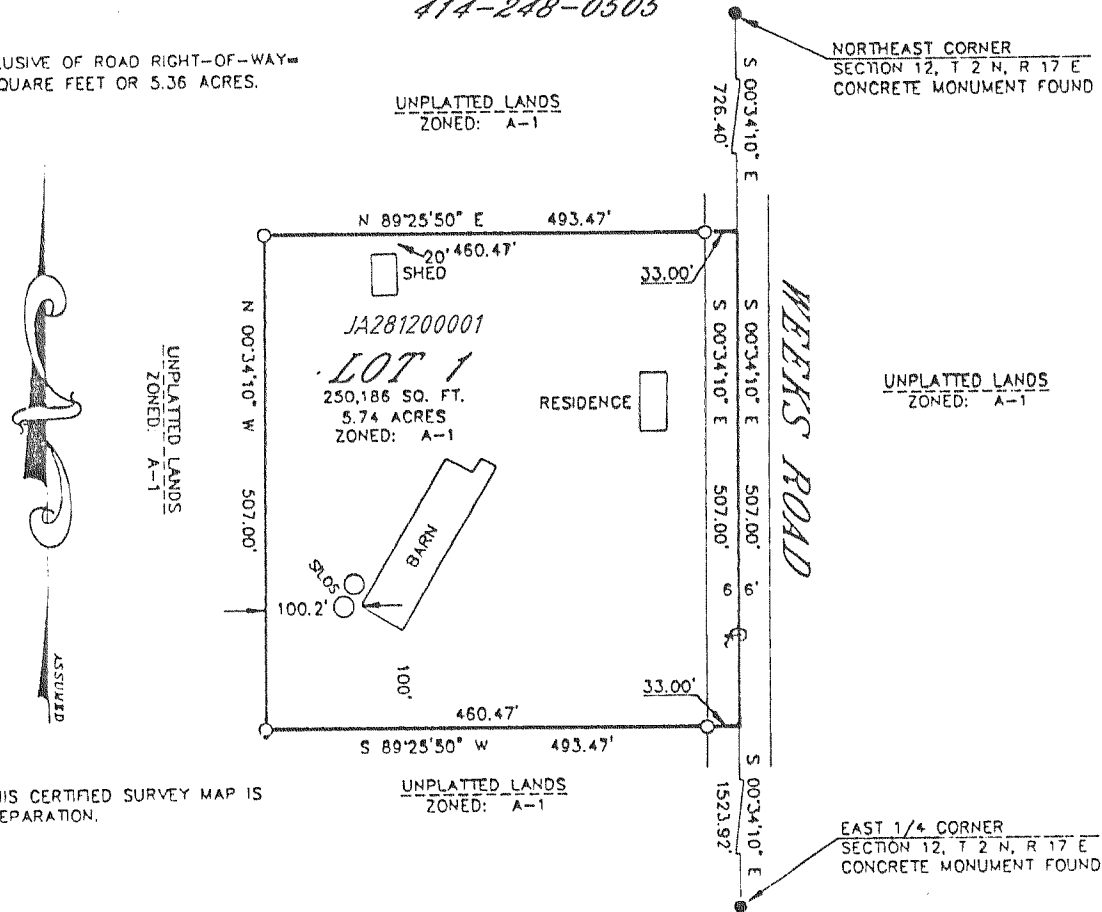 414-248-0505
LUSIVE OF ROAD RIGHT-OF-WAY=
QUARE FEET OR 5.36 ACRES.
NORTHEAST CORNER
SECTION 12, T 2 N, R 17 E
CONCRETE MONUMENT FOUND
UNPLATTED LANDS
ZONED: A-1
S 00°34'10" E
726.40'
N 89°25'50" E 493.47'
20' 460.47'
SHED
33.00'
JA281200001
LOT 1
250,186 SQ. FT.
5.74 ACRES
ZONED: A-1
RESIDENCE
N 00°34'10" W 507.00'
UNPLATTED LANDS
ZONED: A-1
S 00°34'10" E 507.00'
S 00°34'10" E 507.00'
WEEKS ROAD
UNPLATTED LANDS
ZONED: A-1
BARN
SILOS
100.2'
6 6'
100'
33.00'
460.47'
S 89°25'50" W 493.47'
ASSUMED
UNPLATTED LANDS
ZONED: A-1
S 00°34'10" E
1523.92'
HIS CERTIFIED SURVEY MAP IS
EPARATION.
EAST 1/4 CORNER
SECTION 12, T 2 N, R 17 E
CONCRETE MONUMENT FOUND